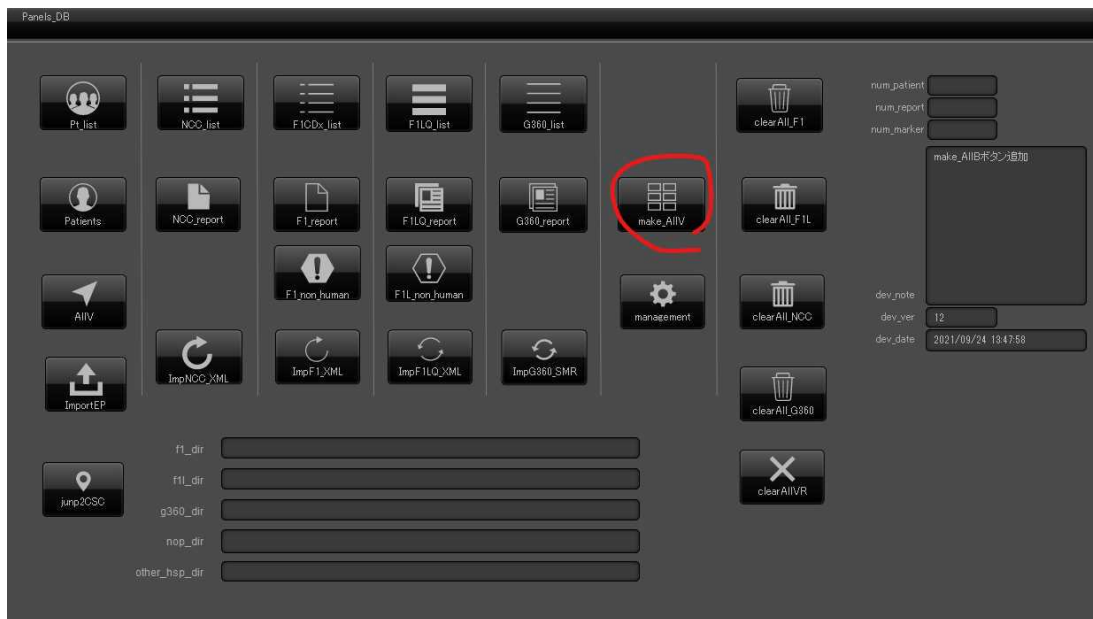 Panels_DB
Pt_list
NCC_list
F1CDx_list
F1LQ_list
G360_list
clearAll_F1
num_patient
num_report
num_marker
make_AllBボタン追加
Patients
NCC_report
F1_report
F1LQ_report
G360_report
make_AllV
clearAll_F1L
F1_non_human
F1L_non_human
AllV
management
clearAll_NCC
dev_note
dev_ver
12
dev_date
2021/09/24 13:47:58
ImpNCC_XML
ImpF1_XML
ImpF1LQ_XML
ImpG360_SMR
ImportEP
clearAll_G360
f1_dir
f1l_dir
junp2CSC
clearAllVR
g360_dir
nop_dir
other_hsp_dir